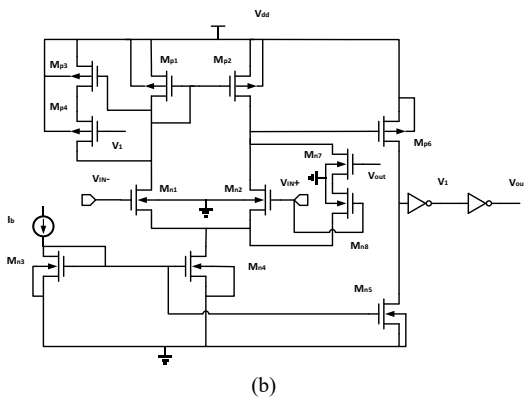 Vdd
Mp3
Mp1
Mp2
Mp4
V1
Mp6
Mn7
Vout
VIN-
Mn1
Mn2
VIN+
V1
Vou
Ib
Mn8
Mn3
Mn4
Mn5
(b)